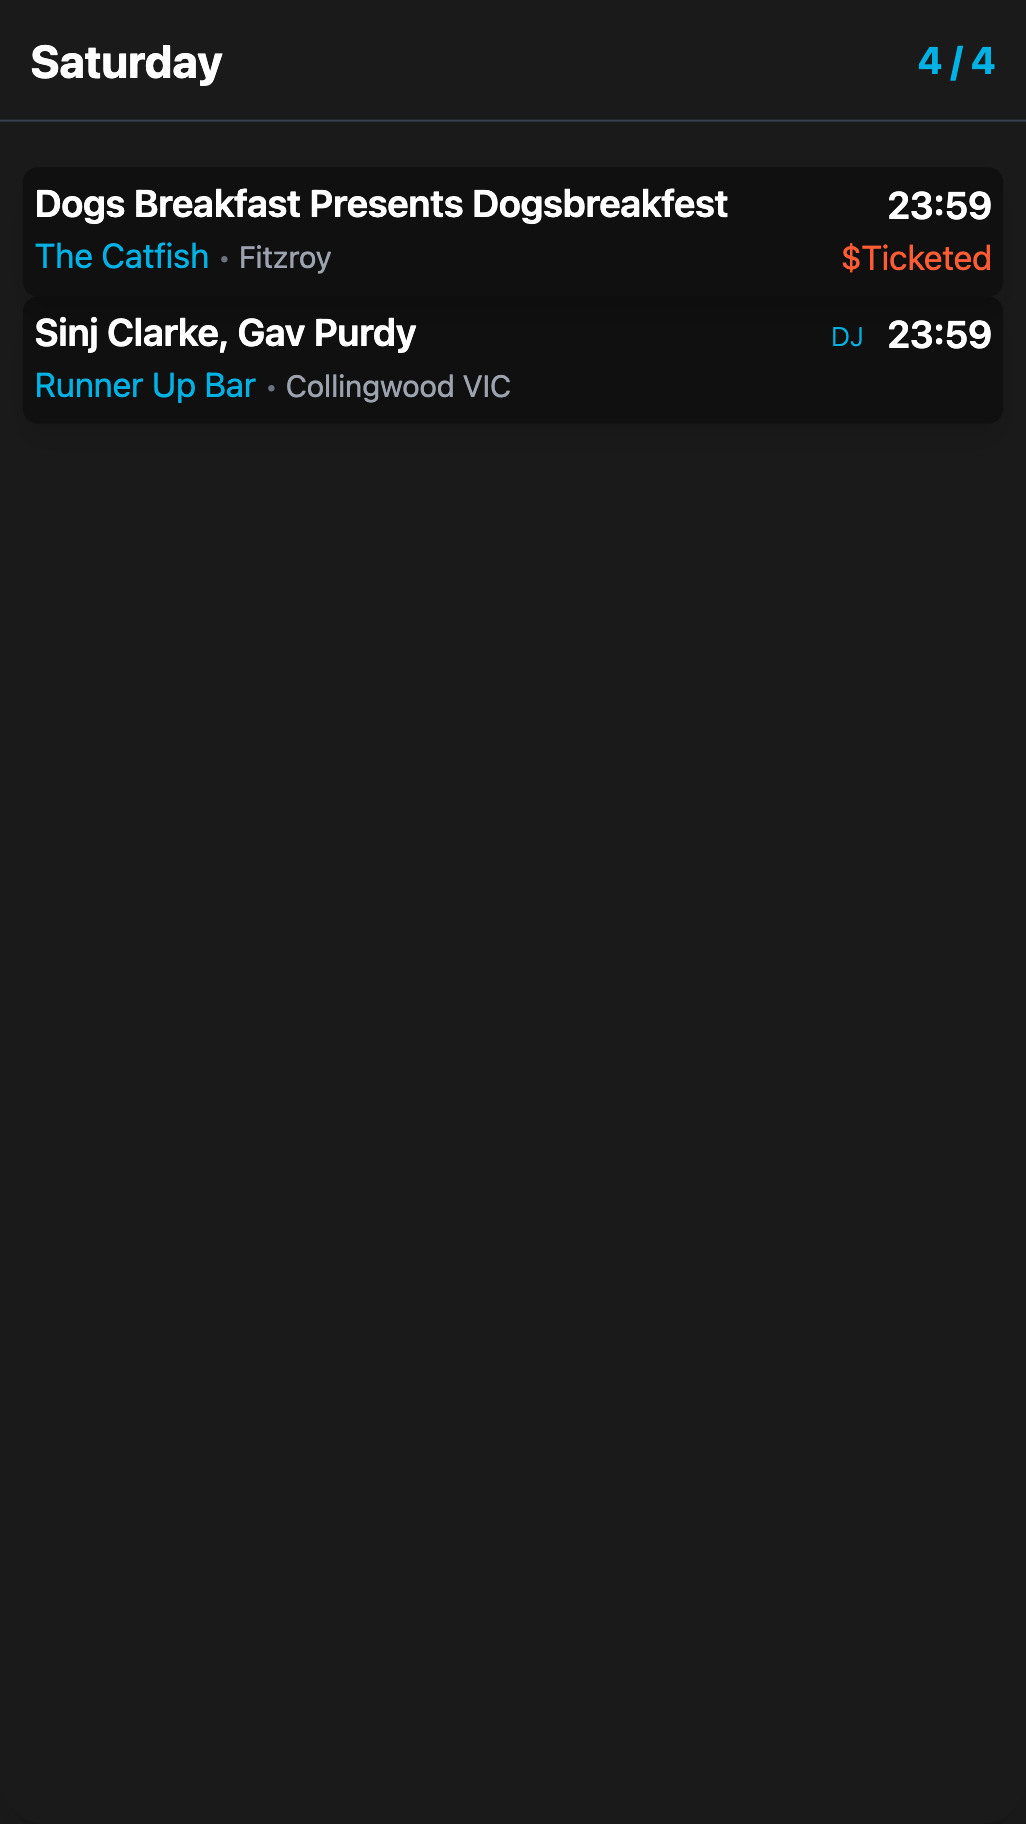 Saturday 4 / 4
Dogs Breakfast Presents Dogsbreakfest 23:59
The Catfish • Fitzroy $Ticketed
Sinj Clarke, Gav Purdy DJ 23:59
Runner Up Bar • Collingwood VIC